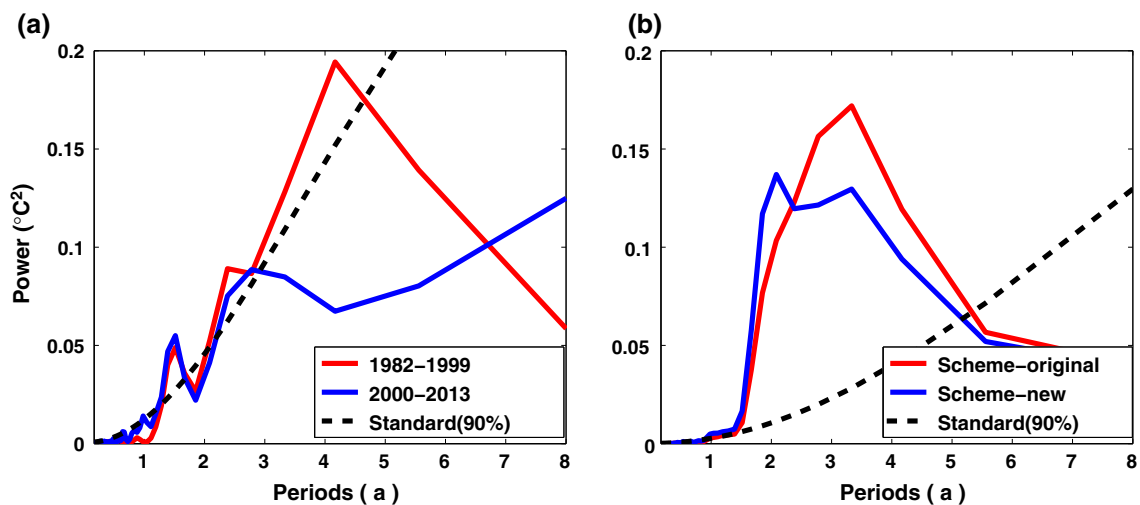 (a)
0.2
0.15
0.1
0.05
0
Power (°C²)
1 2 3 4 5 6 7 8
Periods ( a )
1982−1999
2000−2013
Standard(90%)
(b)
0.2
0.15
0.1
0.05
0
1 2 3 4 5 6 7 8
Periods ( a )
Scheme−original
Scheme−new
Standard(90%)